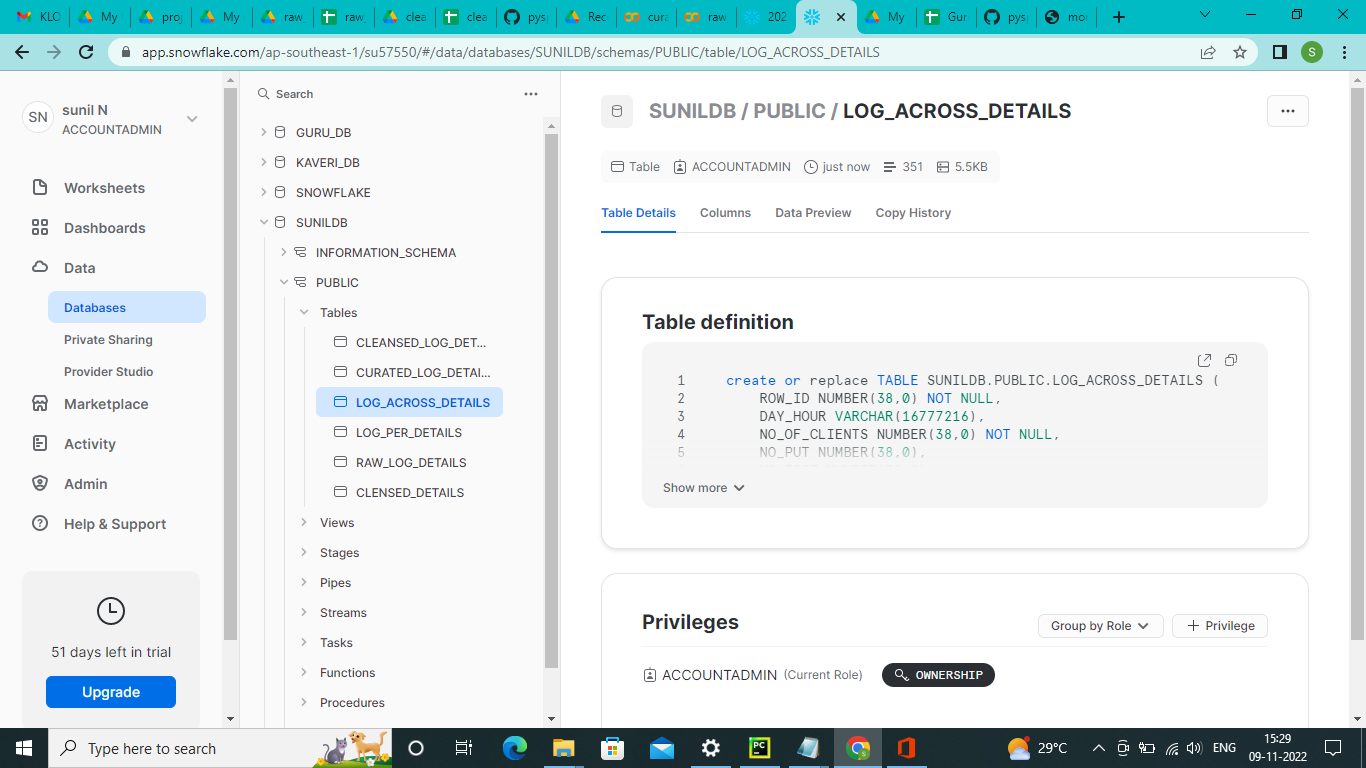 KLO
My
proj
My
raw
raw_
clea
clea
pysp
Rec
cura
raw
202
My
Gur
pysp
mon
app.snowflake.com/ap-southeast-1/su57550/#/data/databases/SUNILDB/schemas/PUBLIC/table/LOG_ACROSS_DETAILS
S
SN
sunil N
ACCOUNTADMIN
Worksheets
Dashboards
Data
Databases
Private Sharing
Provider Studio
Marketplace
Activity
Admin
Help & Support
51 days left in trial
Upgrade
Search
GURU_DB
KAVERI_DB
SNOWFLAKE
SUNILDB
INFORMATION_SCHEMA
PUBLIC
Tables
CLEANSED_LOG_DET...
CURATED_LOG_DETAI...
LOG_ACROSS_DETAILS
LOG_PER_DETAILS
RAW_LOG_DETAILS
CLENSED_DETAILS
Views
Stages
Pipes
Streams
Tasks
Functions
Procedures
SUNILDB / PUBLIC / LOG_ACROSS_DETAILS
Table ACCOUNTADMIN just now 351 5.5KB
Table Details Columns Data Preview Copy History
Table definition
1 create or replace TABLE SUNILDB.PUBLIC.LOG_ACROSS_DETAILS (
2 ROW_ID NUMBER(38,0) NOT NULL,
3 DAY_HOUR VARCHAR(16777216),
4 NO_OF_CLIENTS NUMBER(38,0) NOT NULL,
5 NO_PUT NUMBER(38,0),
Show more
Privileges
Group by Role
Privilege
ACCOUNTADMIN (Current Role) OWNERSHIP
Type here to search
PC
29°C
ENG
15:29
09-11-2022